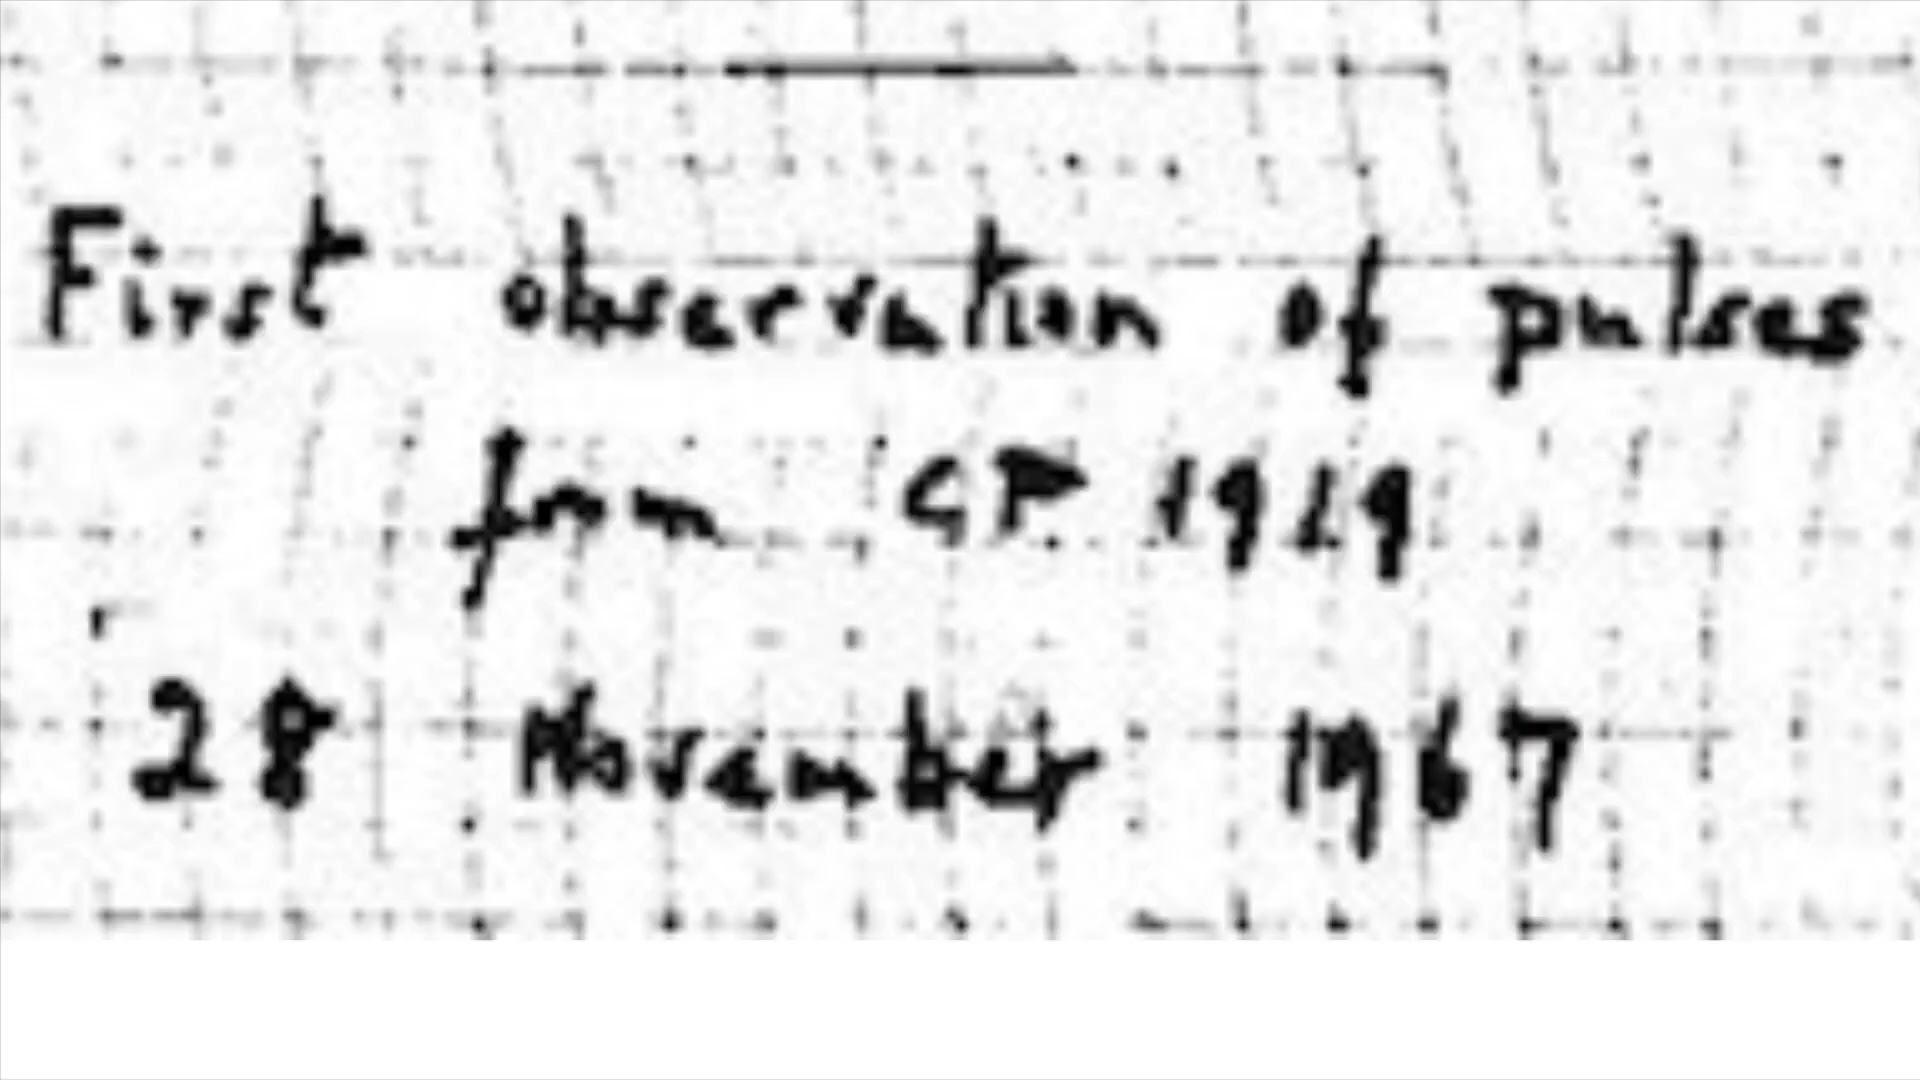 First observation of pulses
from CP 1919
28 November 1967